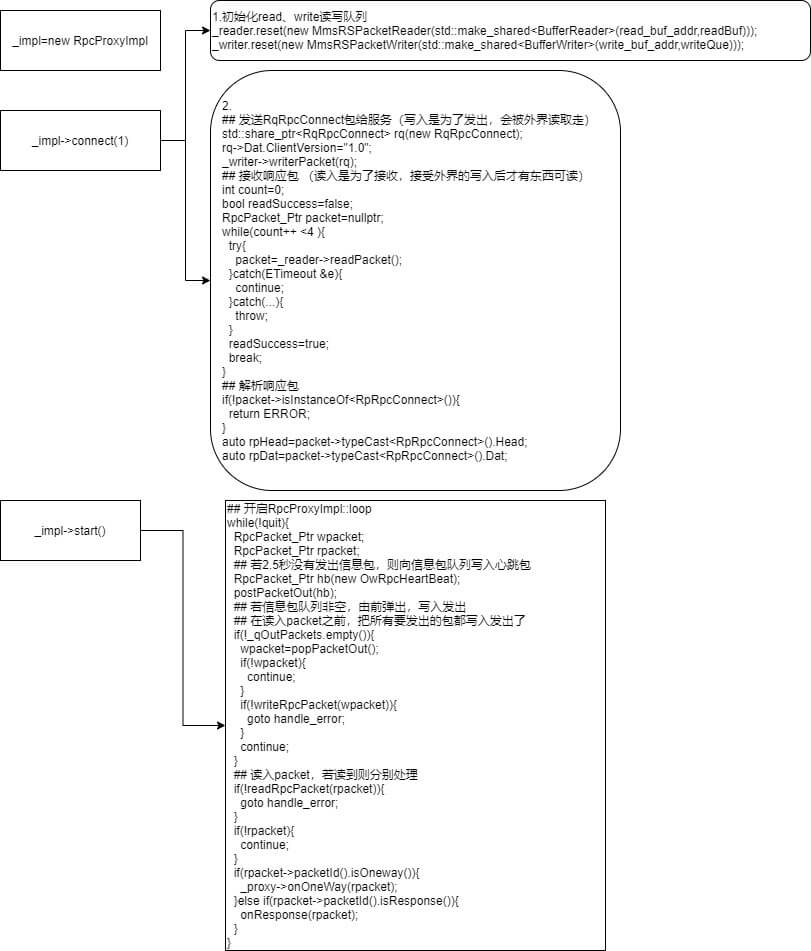 _impl=new RpcProxyImpl
1.初始化read、write读写队列
_reader.reset(new MmsRSPacketReader(std::make_shared<BufferReader>(read_buf_addr,readBuf)));
_writer.reset(new MmsRSPacketWriter(std::make_shared<BufferWriter>(write_buf_addr,writeQue)));
_impl->connect(1)
2.
## 发送RqRpcConnect包给服务（写入是为了发出，会被外界读取走）
std::share_ptr<RqRpcConnect> rq(new RqRpcConnect);
rq->Dat.ClientVersion="1.0";
_writer->writerPacket(rq);
## 接收响应包 （读入是为了接收，接受外界的写入后才有东西可读）
int count=0;
bool readSuccess=false;
RpcPacket_Ptr packet=nullptr;
while(count++ <4 ){
try{
packet=_reader->readPacket();
}catch(ETimeout &e){
continue;
}catch(...){
throw;
}
readSuccess=true;
break;
}
## 解析响应包
if(!packet->isInstanceOf<RpRpcConnect>()){
return ERROR;
}
auto rpHead=packet->typeCast<RpRpcConnect>().Head;
auto rpDat=packet->typeCast<RpRpcConnect>().Dat;
_impl->start()
## 开启RpcProxyImpl::loop
while(!quit){
RpcPacket_Ptr wpacket;
RpcPacket_Ptr rpacket;
## 若2.5秒没有发出信息包，则向信息包队列写入心跳包
RpcPacket_Ptr hb(new OwRpcHeartBeat);
postPacketOut(hb);
## 若信息包队列非空，由前弹出，写入发出
## 在读入packet之前，把所有要发出的包都写入发出了
if(!_qOutPackets.empty()){
wpacket=popPacketOut();
if(!wpacket){
continue;
}
if(!writeRpcPacket(wpacket)){
goto handle_error;
}
continue;
}
## 读入packet，若读到则分别处理
if(!readRpcPacket(rpacket)){
goto handle_error;
}
if(!rpacket){
continue;
}
if(rpacket->packetId().isOneway()){
_proxy->onOneWay(rpacket);
}else if(rpacket->packetId().isResponse()){
onResponse(rpacket);
}
}